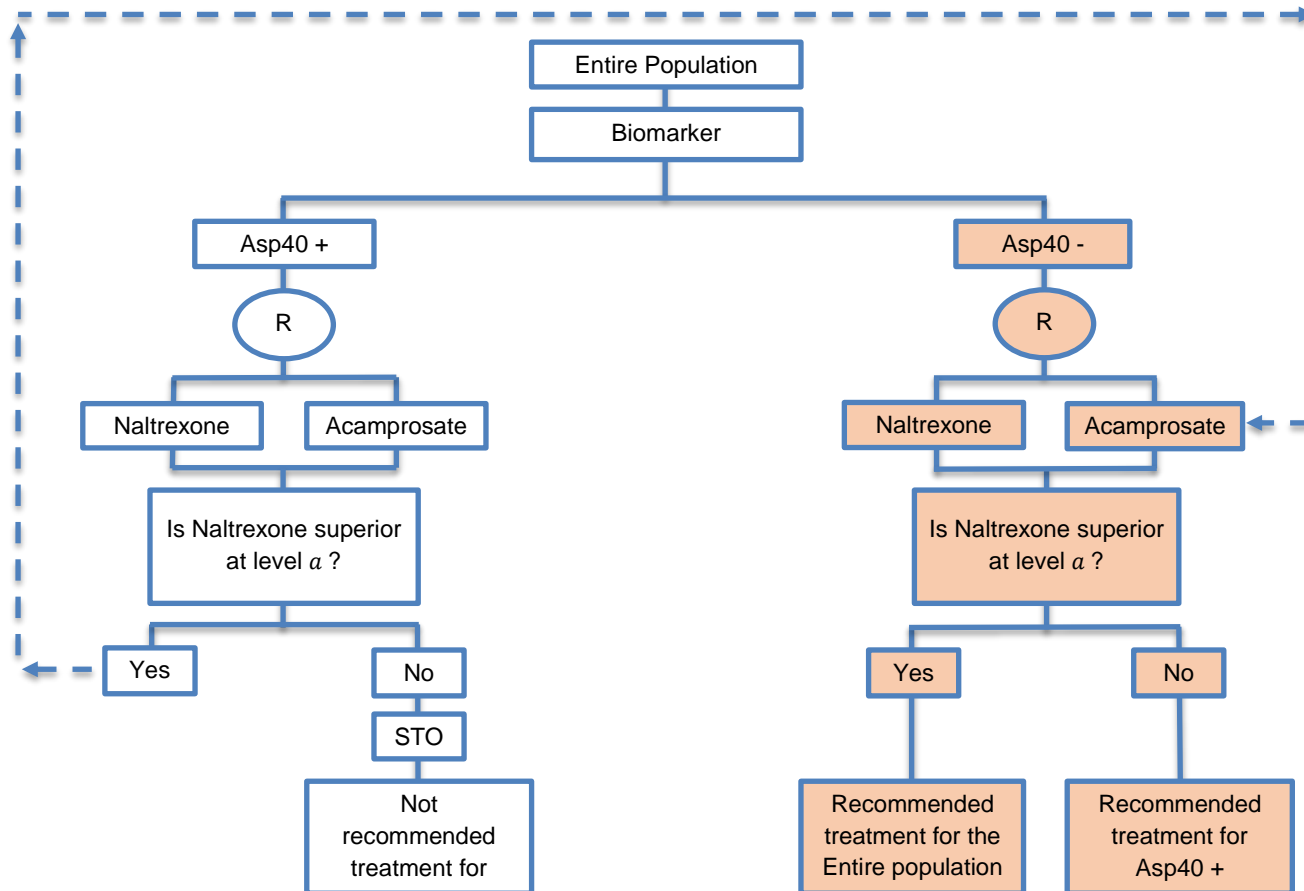 Entire Population
Biomarker
Asp40 +
Asp40 -
R
R
Naltrexone
Acamprosate
Naltrexone
Acamprosate
Is Naltrexone superior
at level a ?
Is Naltrexone superior
at level a ?
Yes
No
Yes
No
STO
Not
recommended
treatment for
Recommended
treatment for the
Entire population
Recommended
treatment for
Asp40 +